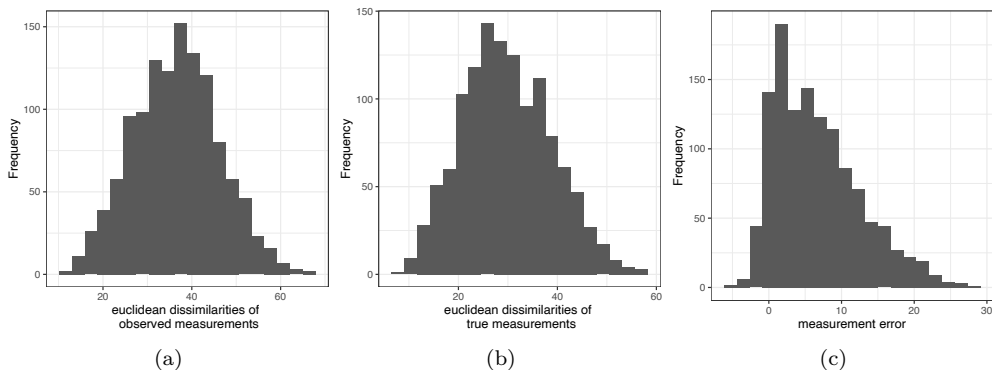 150
100
50
0
Frequency
20
40
60
euclidean dissimilarities of
observed measurements
(a)
150
100
50
0
Frequency
20
40
60
euclidean dissimilarities of
true measurements
(b)
150
100
50
0
Frequency
0
10
20
30
measurement error
(c)